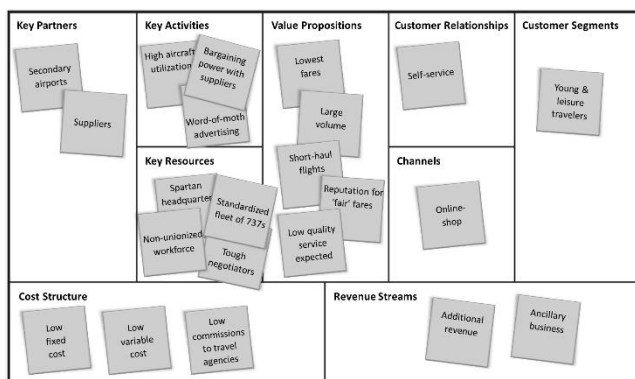 Key Partners
Secondary
airports
Suppliers
Key Activities
High aircraft
utilization
Bargaining
power with
suppliers
Word-of-moth
advertising
Key Resources
Spartan
headquarter
Standardized
fleet of 737s
Non-unionized
workforce
Tough
negotiators
Value Propositions
Lowest
fares
Large
volume
Short-haul
flights
Reputation for
'fair' fares
Low quality
service
expected
Customer Relationships
Self-service
Channels
Online-
shop
Customer Segments
Young &
leisure
travelers
Cost Structure
Low
fixed
cost
Low
variable
cost
Low
commissions
to travel
agencies
Revenue Streams
Additional
revenue
Ancillary
business